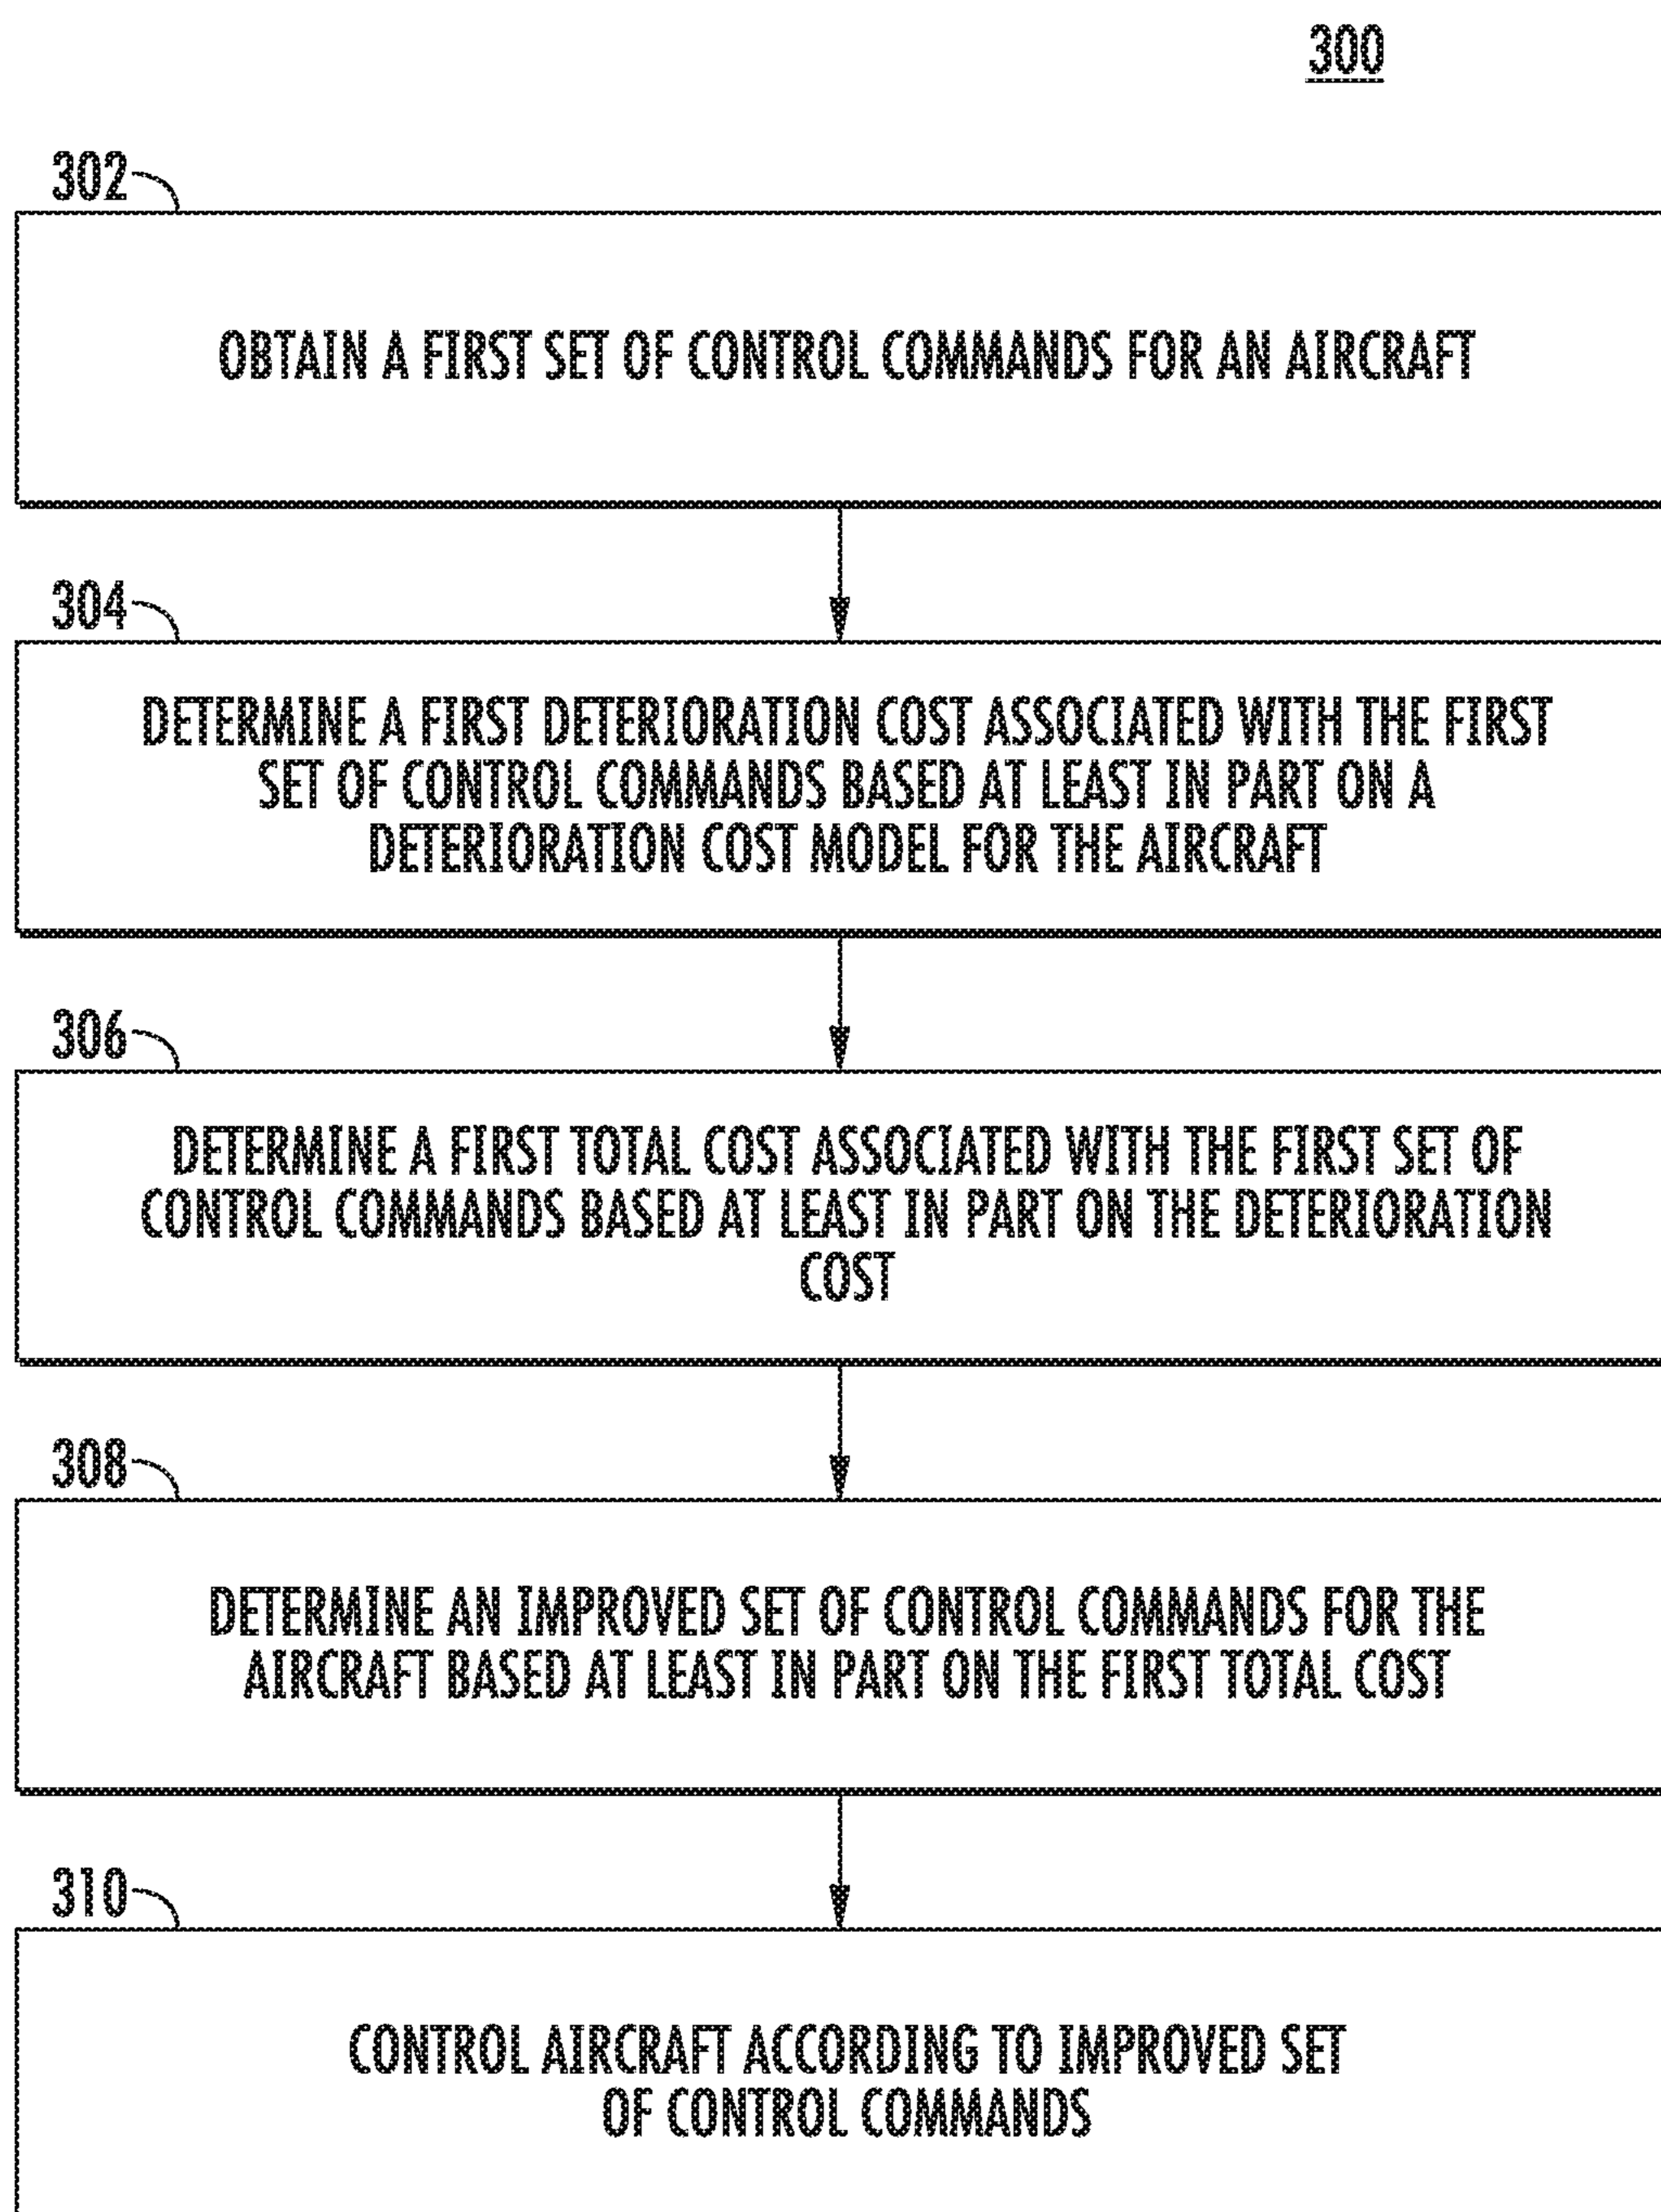 300
302
OBTAIN A FIRST SET OF CONTROL COMMANDS FOR AN AIRCRAFT
304
DETERMINE A FIRST DETERIORATION COST ASSOCIATED WITH THE FIRST
SET OF CONTROL COMMANDS BASED AT LEAST IN PART ON A
DETERIORATION COST MODEL FOR THE AIRCRAFT
306
DETERMINE A FIRST TOTAL COST ASSOCIATED WITH THE FIRST SET OF
CONTROL COMMANDS BASED AT LEAST IN PART ON THE DETERIORATION
COST
308
DETERMINE AN IMPROVED SET OF CONTROL COMMANDS FOR THE
AIRCRAFT BASED AT LEAST IN PART ON THE FIRST TOTAL COST
310
CONTROL AIRCRAFT ACCORDING TO IMPROVED SET
OF CONTROL COMMANDS